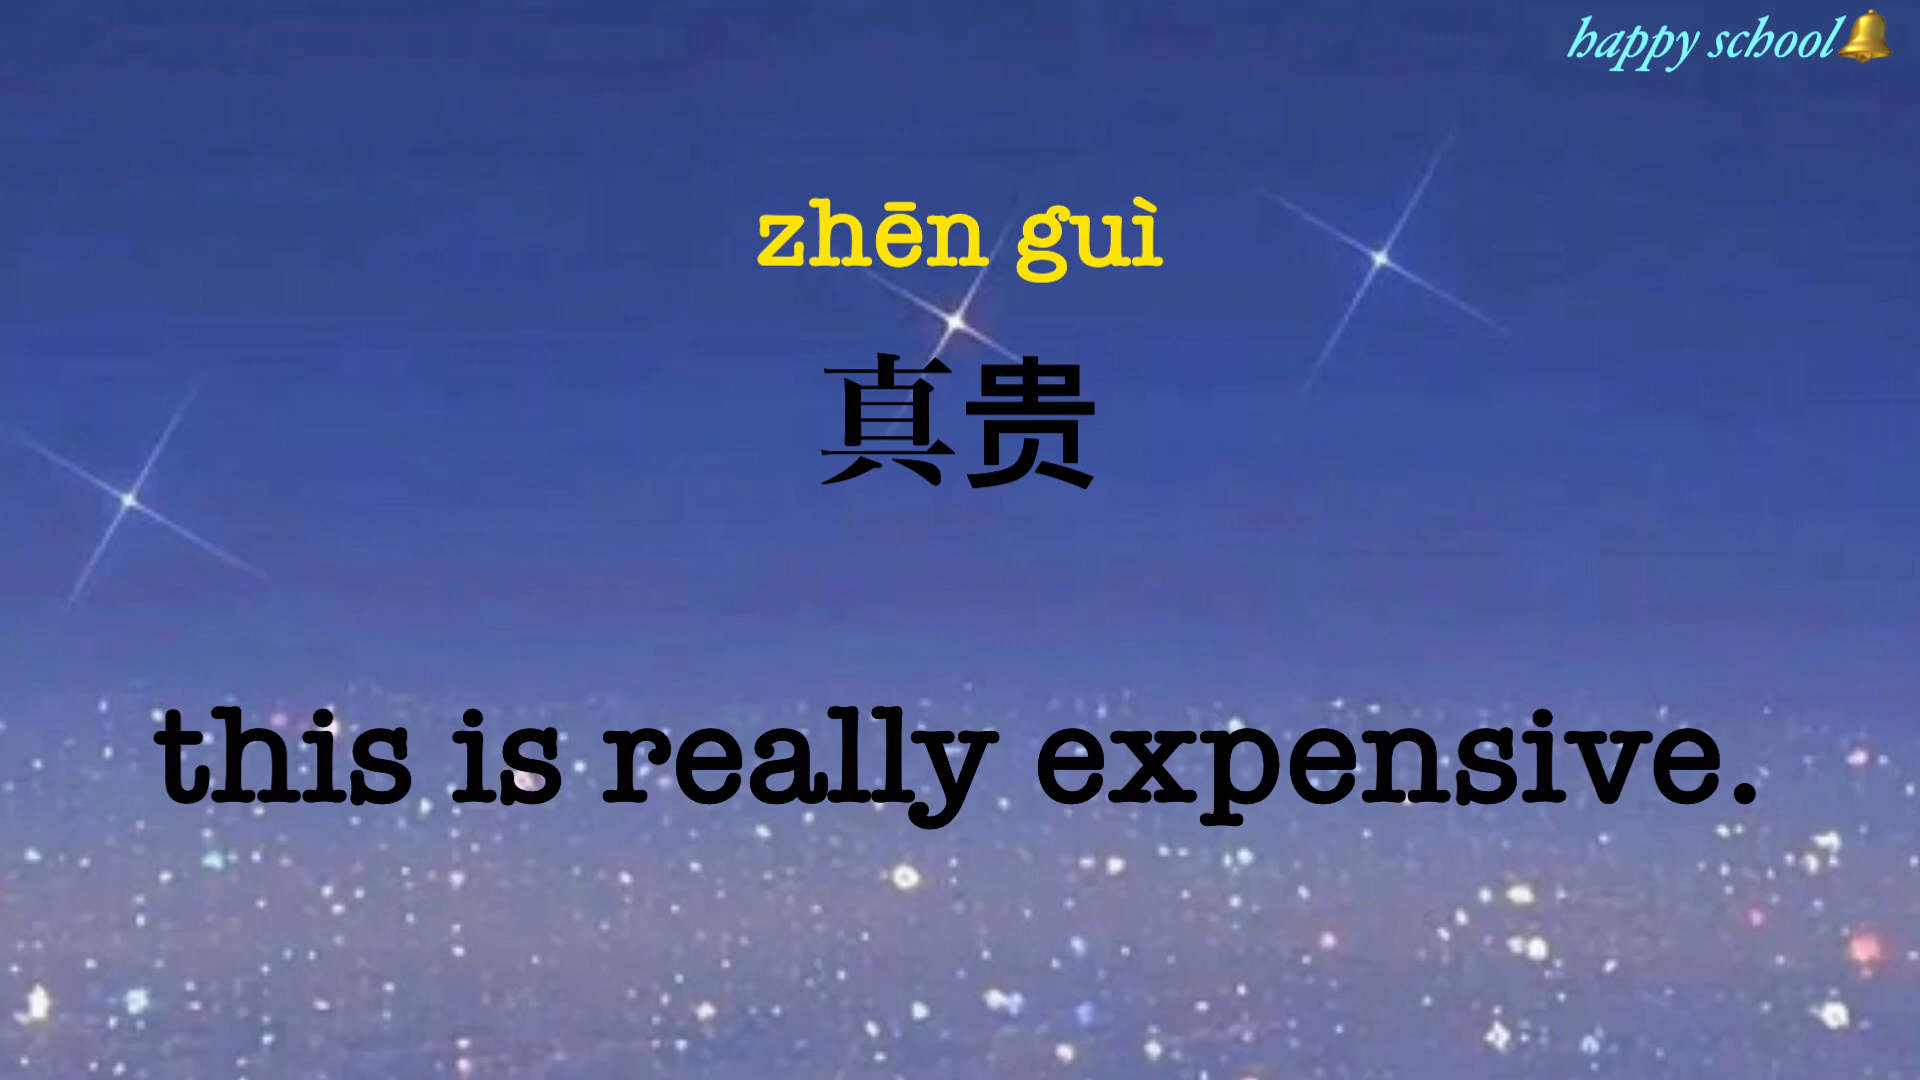 happy school🔔
zhēn guì
真贵
this is really expensive.